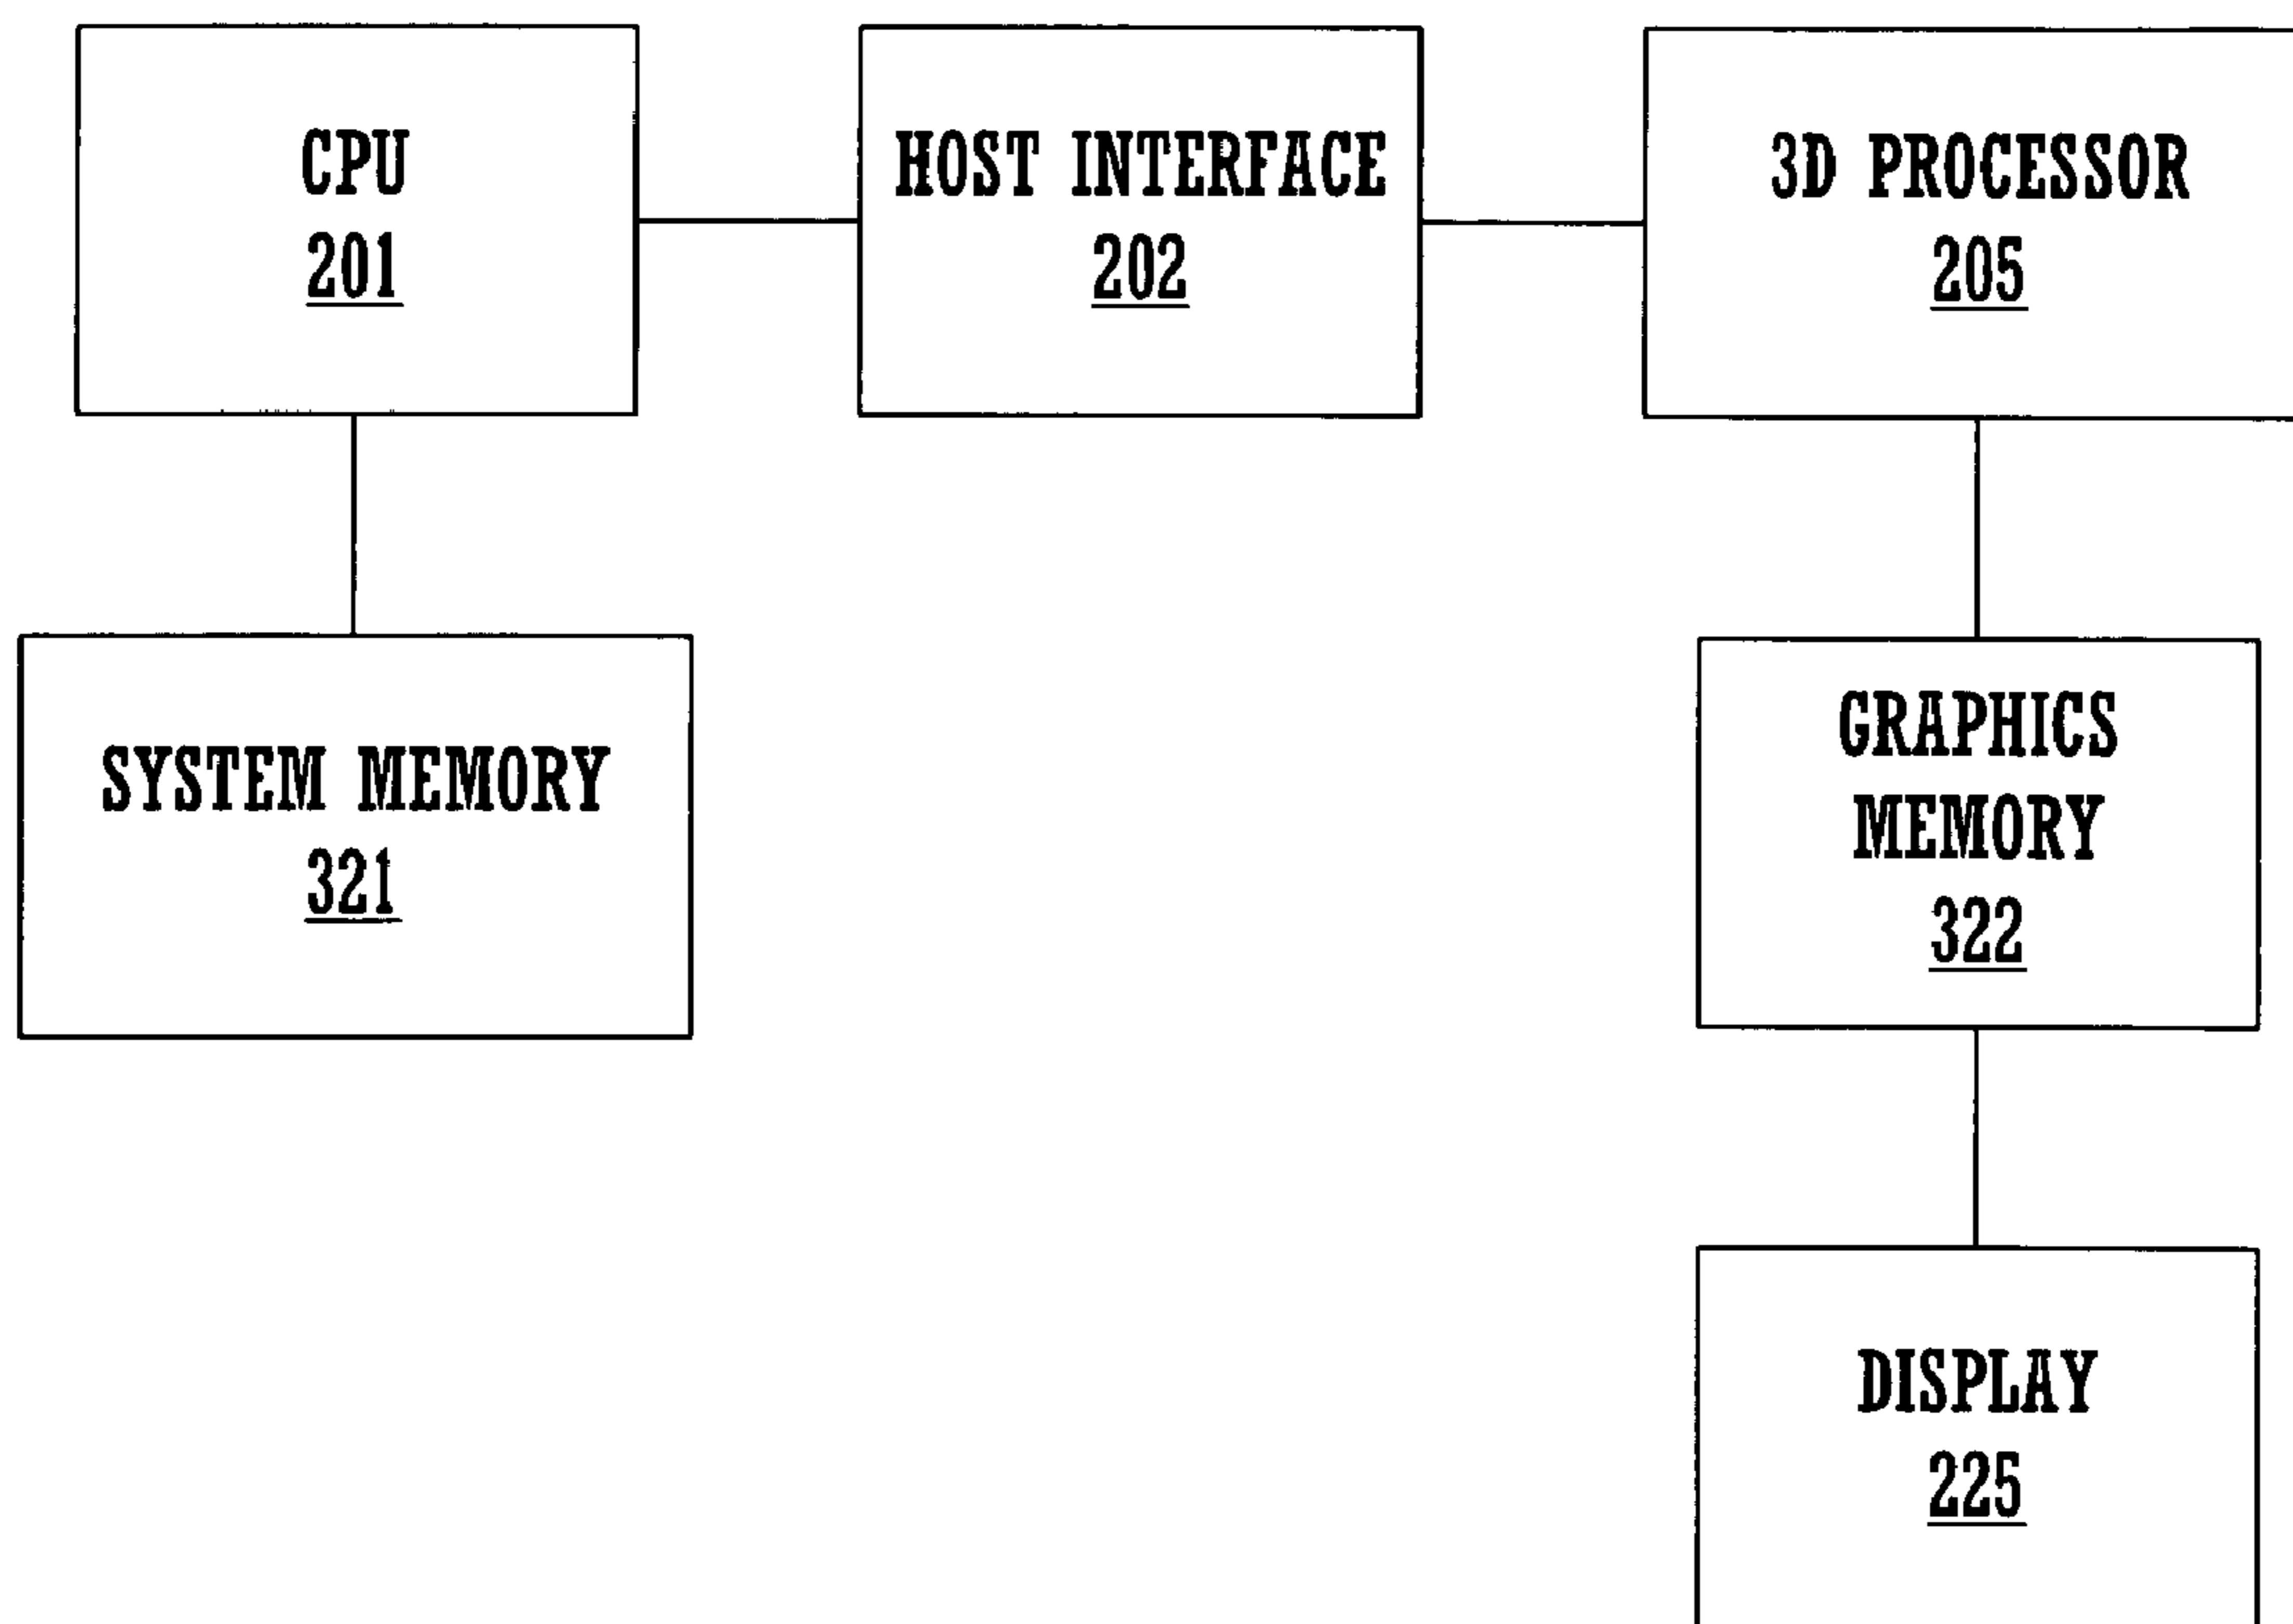 CPU
201
HOST INTERFACE
202
3D PROCESSOR
205
SYSTEM MEMORY
321
GRAPHICS
MEMORY
322
DISPLAY
225